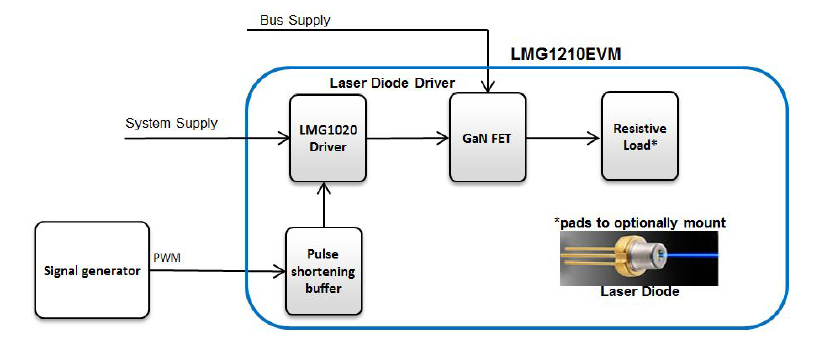 Bus Supply
LMG1210EVM
Laser Diode Driver
System Supply
LMG1020
Driver
GaN FET
Resistive
Load*
*pads to optionally mount
Signal generator
PWM
Pulse
shortening
buffer
Laser Diode